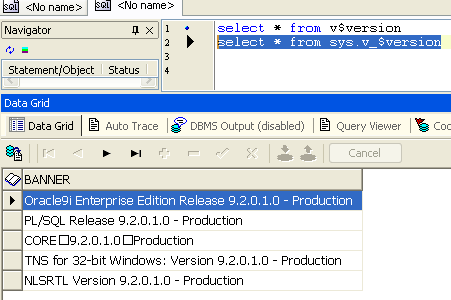 <No name>
<No name>
Navigator
Statement/Object Status
1 select * from v$version
2 select * from sys.v_$version
3
4
Data Grid
Data Grid Auto Trace DBMS Output (disabled) Query Viewer
Cancel
BANNER
Oracle9i Enterprise Edition Release 9.2.0.1.0 - Production
PL/SQL Release 9.2.0.1.0 - Production
CORE□9.2.0.1.0□Production
TNS for 32-bit Windows: Version 9.2.0.1.0 - Production
NLSRTL Version 9.2.0.1.0 - Production